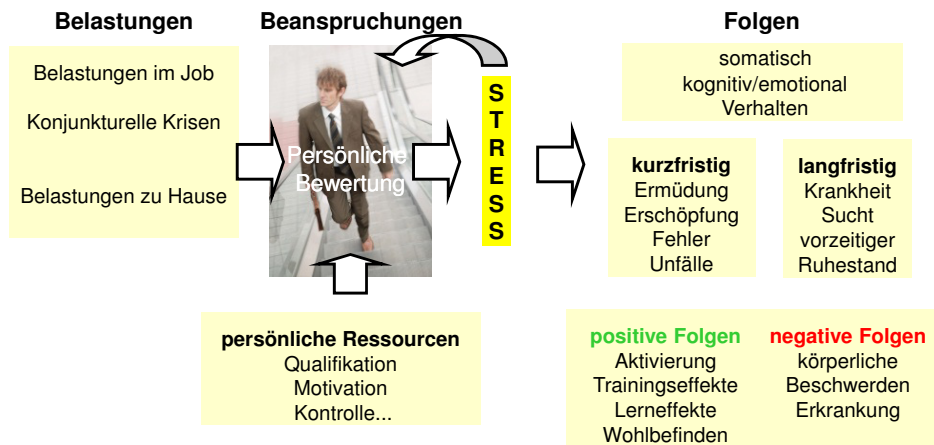 Belastungen
Belastungen im Job
Konjunkturelle Krisen
Belastungen zu Hause
Beanspruchungen
Persönliche
Bewertung
persönliche Ressourcen
Qualifikation
Motivation
Kontrolle...
S
T
R
E
S
S
Folgen
somatisch
kognitiv/emotional
Verhalten
kurzfristig
Ermüdung
Erschöpfung
Fehler
Unfälle
langfristig
Krankheit
Sucht
vorzeitiger
Ruhestand
positive Folgen
Aktivierung
Trainingseffekte
Lerneffekte
Wohlbefinden
negative Folgen
körperliche
Beschwerden
Erkrankung